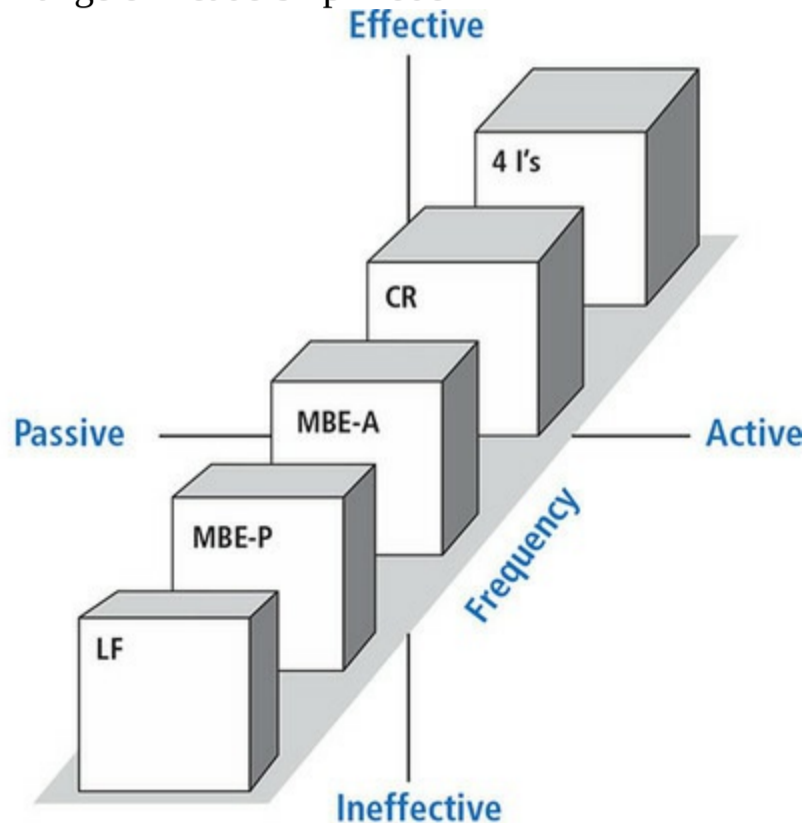 Effective
4 I's
CR
MBE-A
Passive
Active
MBE-P
Frequency
LF
Ineffective